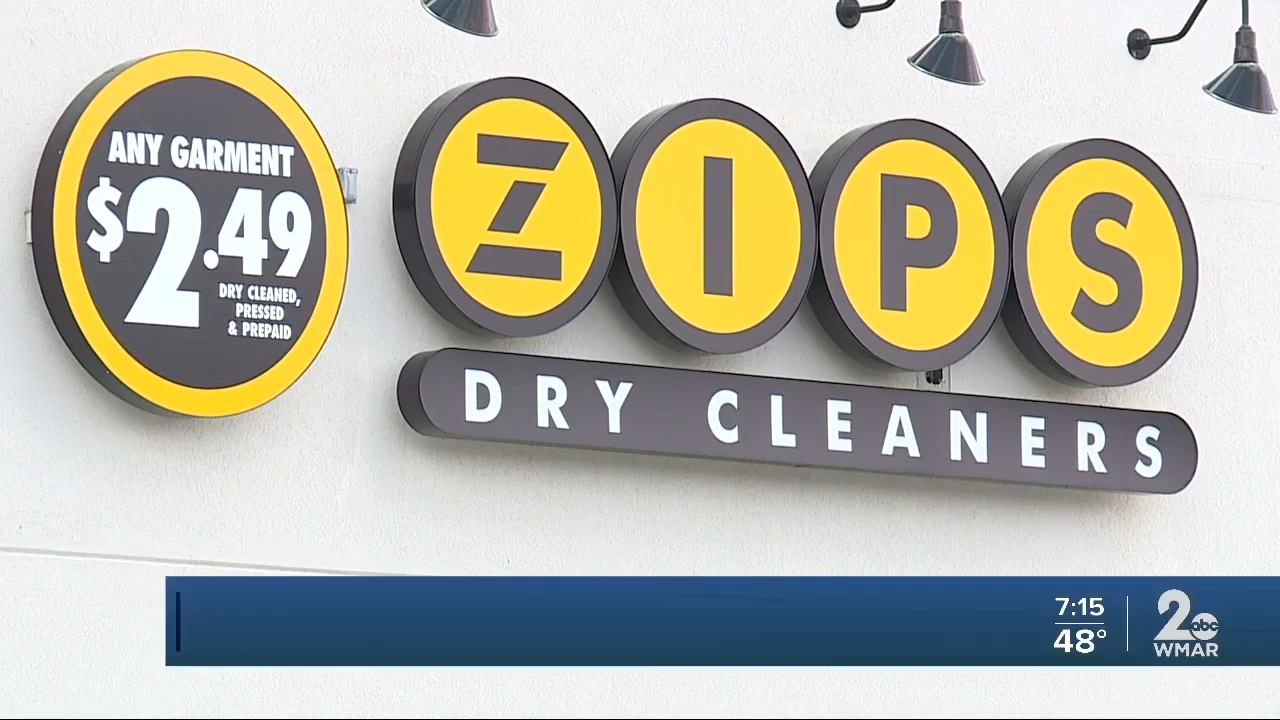 ANY GARMENT
$2.49
DRY CLEANED,
PRESSED
& PREPAID
ZIPS
DRY CLEANERS
7:15
48°
2 abc
WMAR